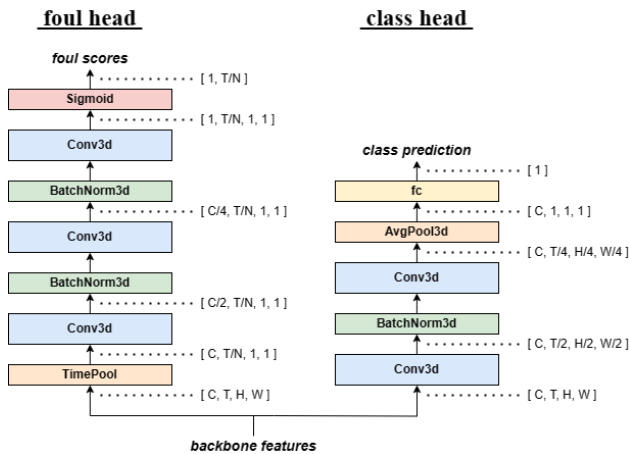 foul head
class head
foul scores
[ 1, T/N ]
Sigmoid
[ 1, T/N, 1, 1 ]
Conv3d
BatchNorm3d
[ C/4, T/N, 1, 1 ]
Conv3d
BatchNorm3d
[ C/2, T/N, 1, 1 ]
Conv3d
[ C, T/N, 1, 1 ]
TimePool
[ C, T, H, W ]
class prediction
[ 1 ]
fc
[ C, 1, 1, 1 ]
AvgPool3d
[ C, T/4, H/4, W/4 ]
Conv3d
BatchNorm3d
[ C, T/2, H/2, W/2 ]
Conv3d
[ C, T, H, W ]
backbone features